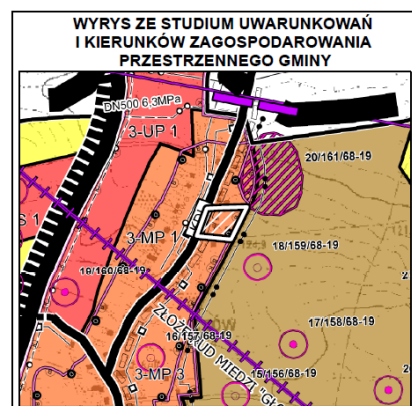 WYRYS ZE STUDIUM UWARUNKOWAŃ
I KIERUNKÓW ZAGOSPODAROWANIA
PRZESTRZENNEGO GMINY
DN500 6,3MPa
3-UP 1
20/161/68-19
S 1
3-MP 1
18/159/68-19
19/160/68-19
17/158/68-19
16/157/68-19
3-MP 3
15/156/68-19